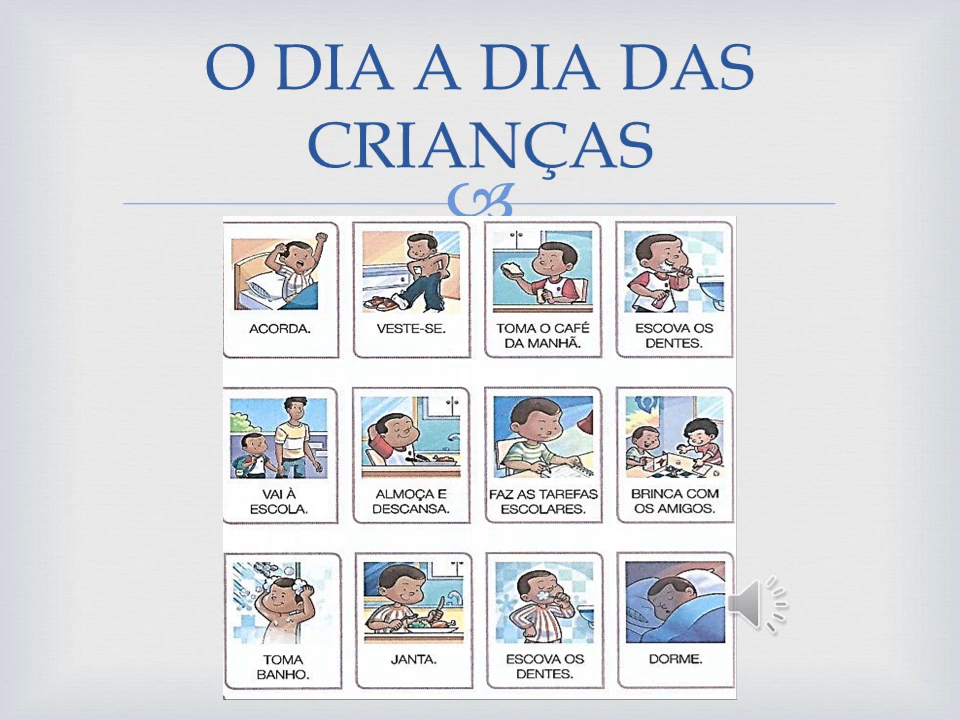 O DIA A DIA DAS
CRIANÇAS
ACORDA.
VESTE-SE.
TOMA O CAFÉ
DA MANHÃ.
ESCOVA OS
DENTES.
VAI À
ESCOLA.
ALMOÇA E
DESCANSA.
FAZ AS TAREFAS
ESCOLARES.
BRINCA COM
OS AMIGOS.
TOMA
BANHO.
JANTA.
ESCOVA OS
DENTES.
DORME.